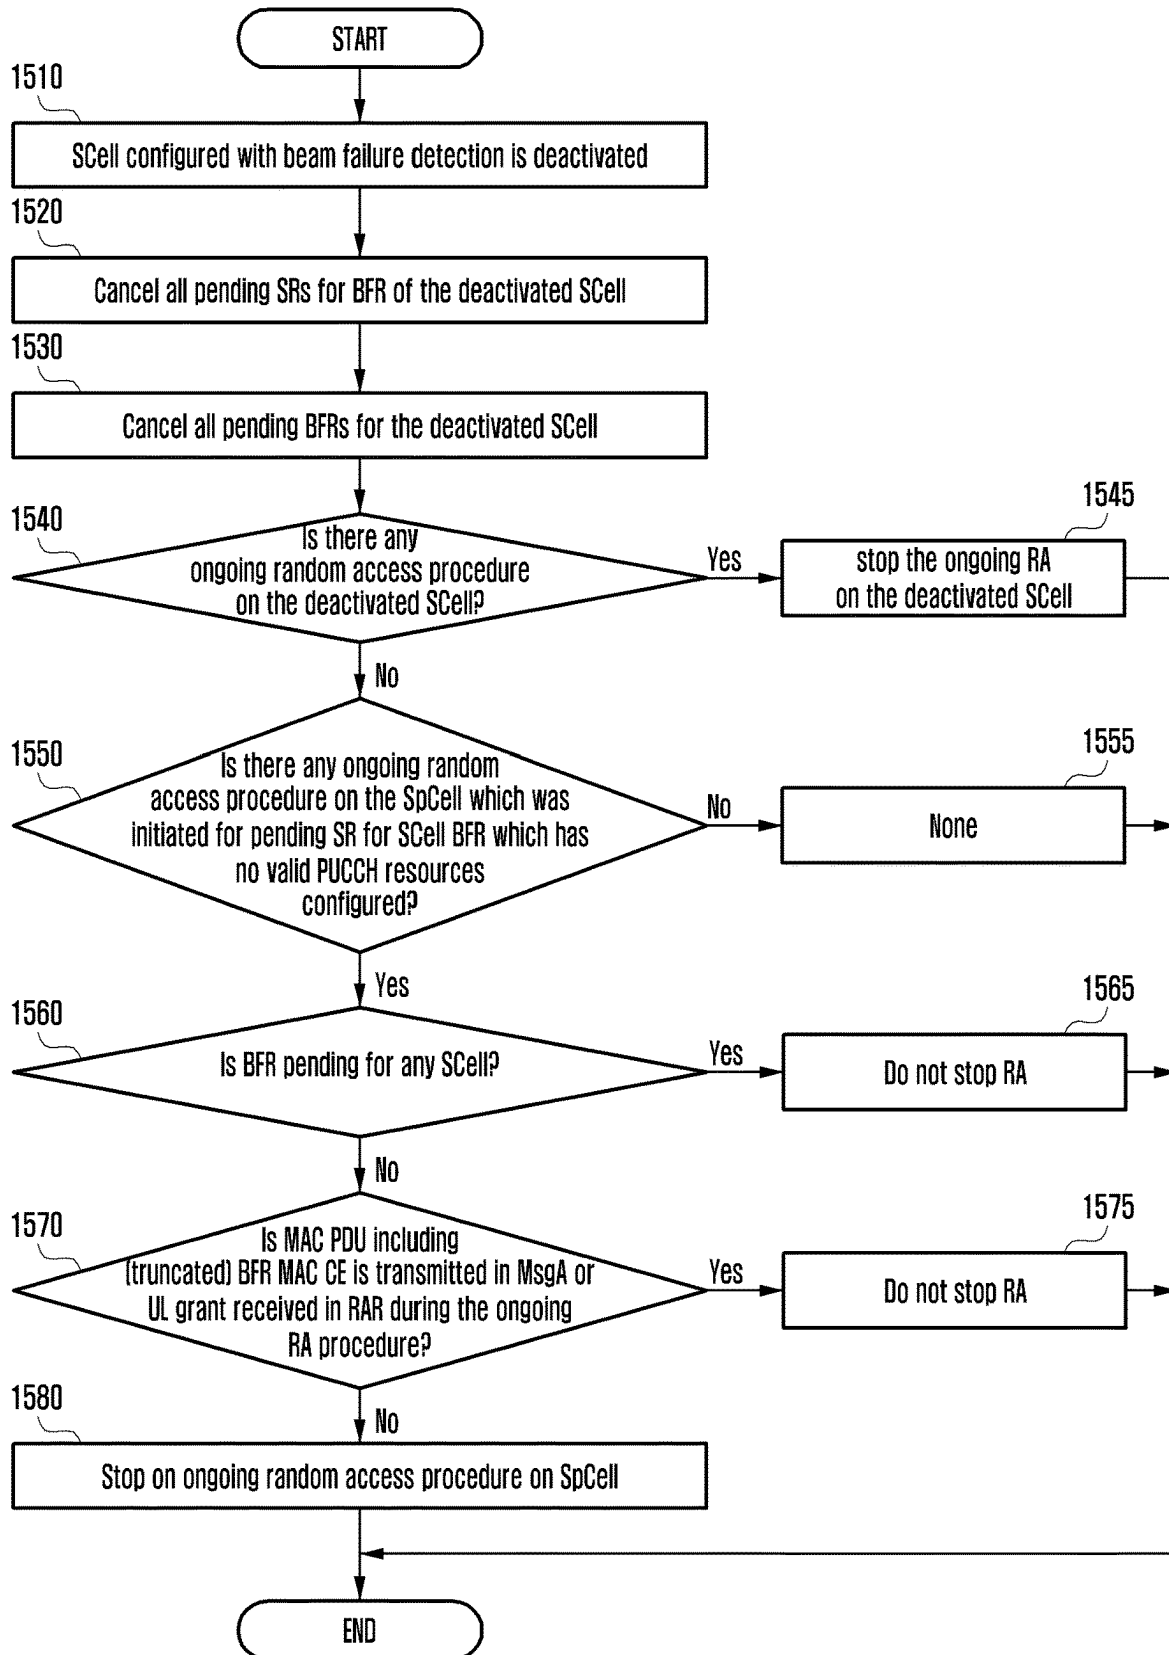 START
1510
SCell configured with beam failure detection is deactivated
1520
Cancel all pending SRs for BFR of the deactivated SCell
1530
Cancel all pending BFRs for the deactivated SCell
1540
Is there any
ongoing random access procedure
on the deactivated SCell?
Yes
1545
stop the ongoing RA
on the deactivated SCell
No
1550
Is there any ongoing random
access procedure on the SpCell which was
initiated for pending SR for SCell BFR which has
no valid PUCCH resources
configured?
No
1555
None
Yes
1560
Is BFR pending for any SCell?
Yes
1565
Do not stop RA
No
1570
Is MAC PDU including
(truncated) BFR MAC CE is transmitted in MsgA or
UL grant received in RAR during the ongoing
RA procedure?
Yes
1575
Do not stop RA
No
1580
Stop on ongoing random access procedure on SpCell
END